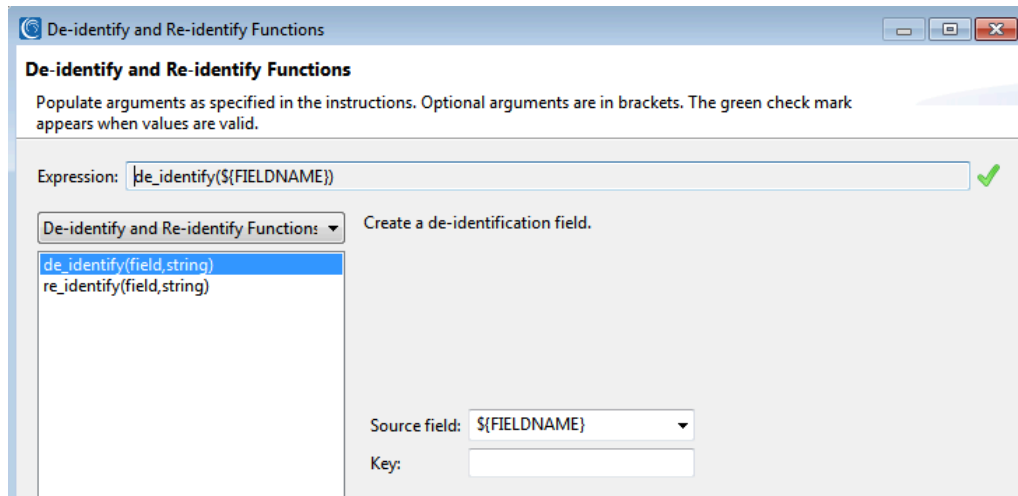 De-identify and Re-identify Functions
De-identify and Re-identify Functions
Populate arguments as specified in the instructions. Optional arguments are in brackets. The green check mark
appears when values are valid.
Expression: de_identify(${FIELDNAME})
De-identify and Re-identify Functions
Create a de-identification field.
de_identify(field,string)
re_identify(field,string)
Source field: ${FIELDNAME}
Key: